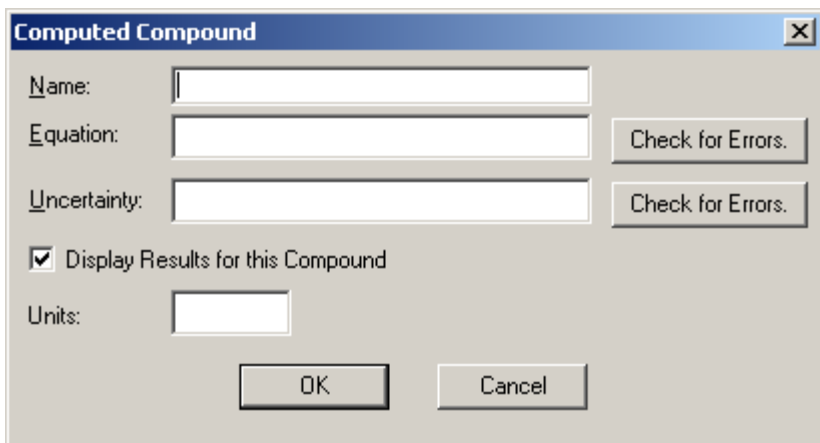 Computed Compound
Name:
Equation:
Check for Errors.
Uncertainty:
Check for Errors.
Display Results for this Compound
Units:
OK
Cancel